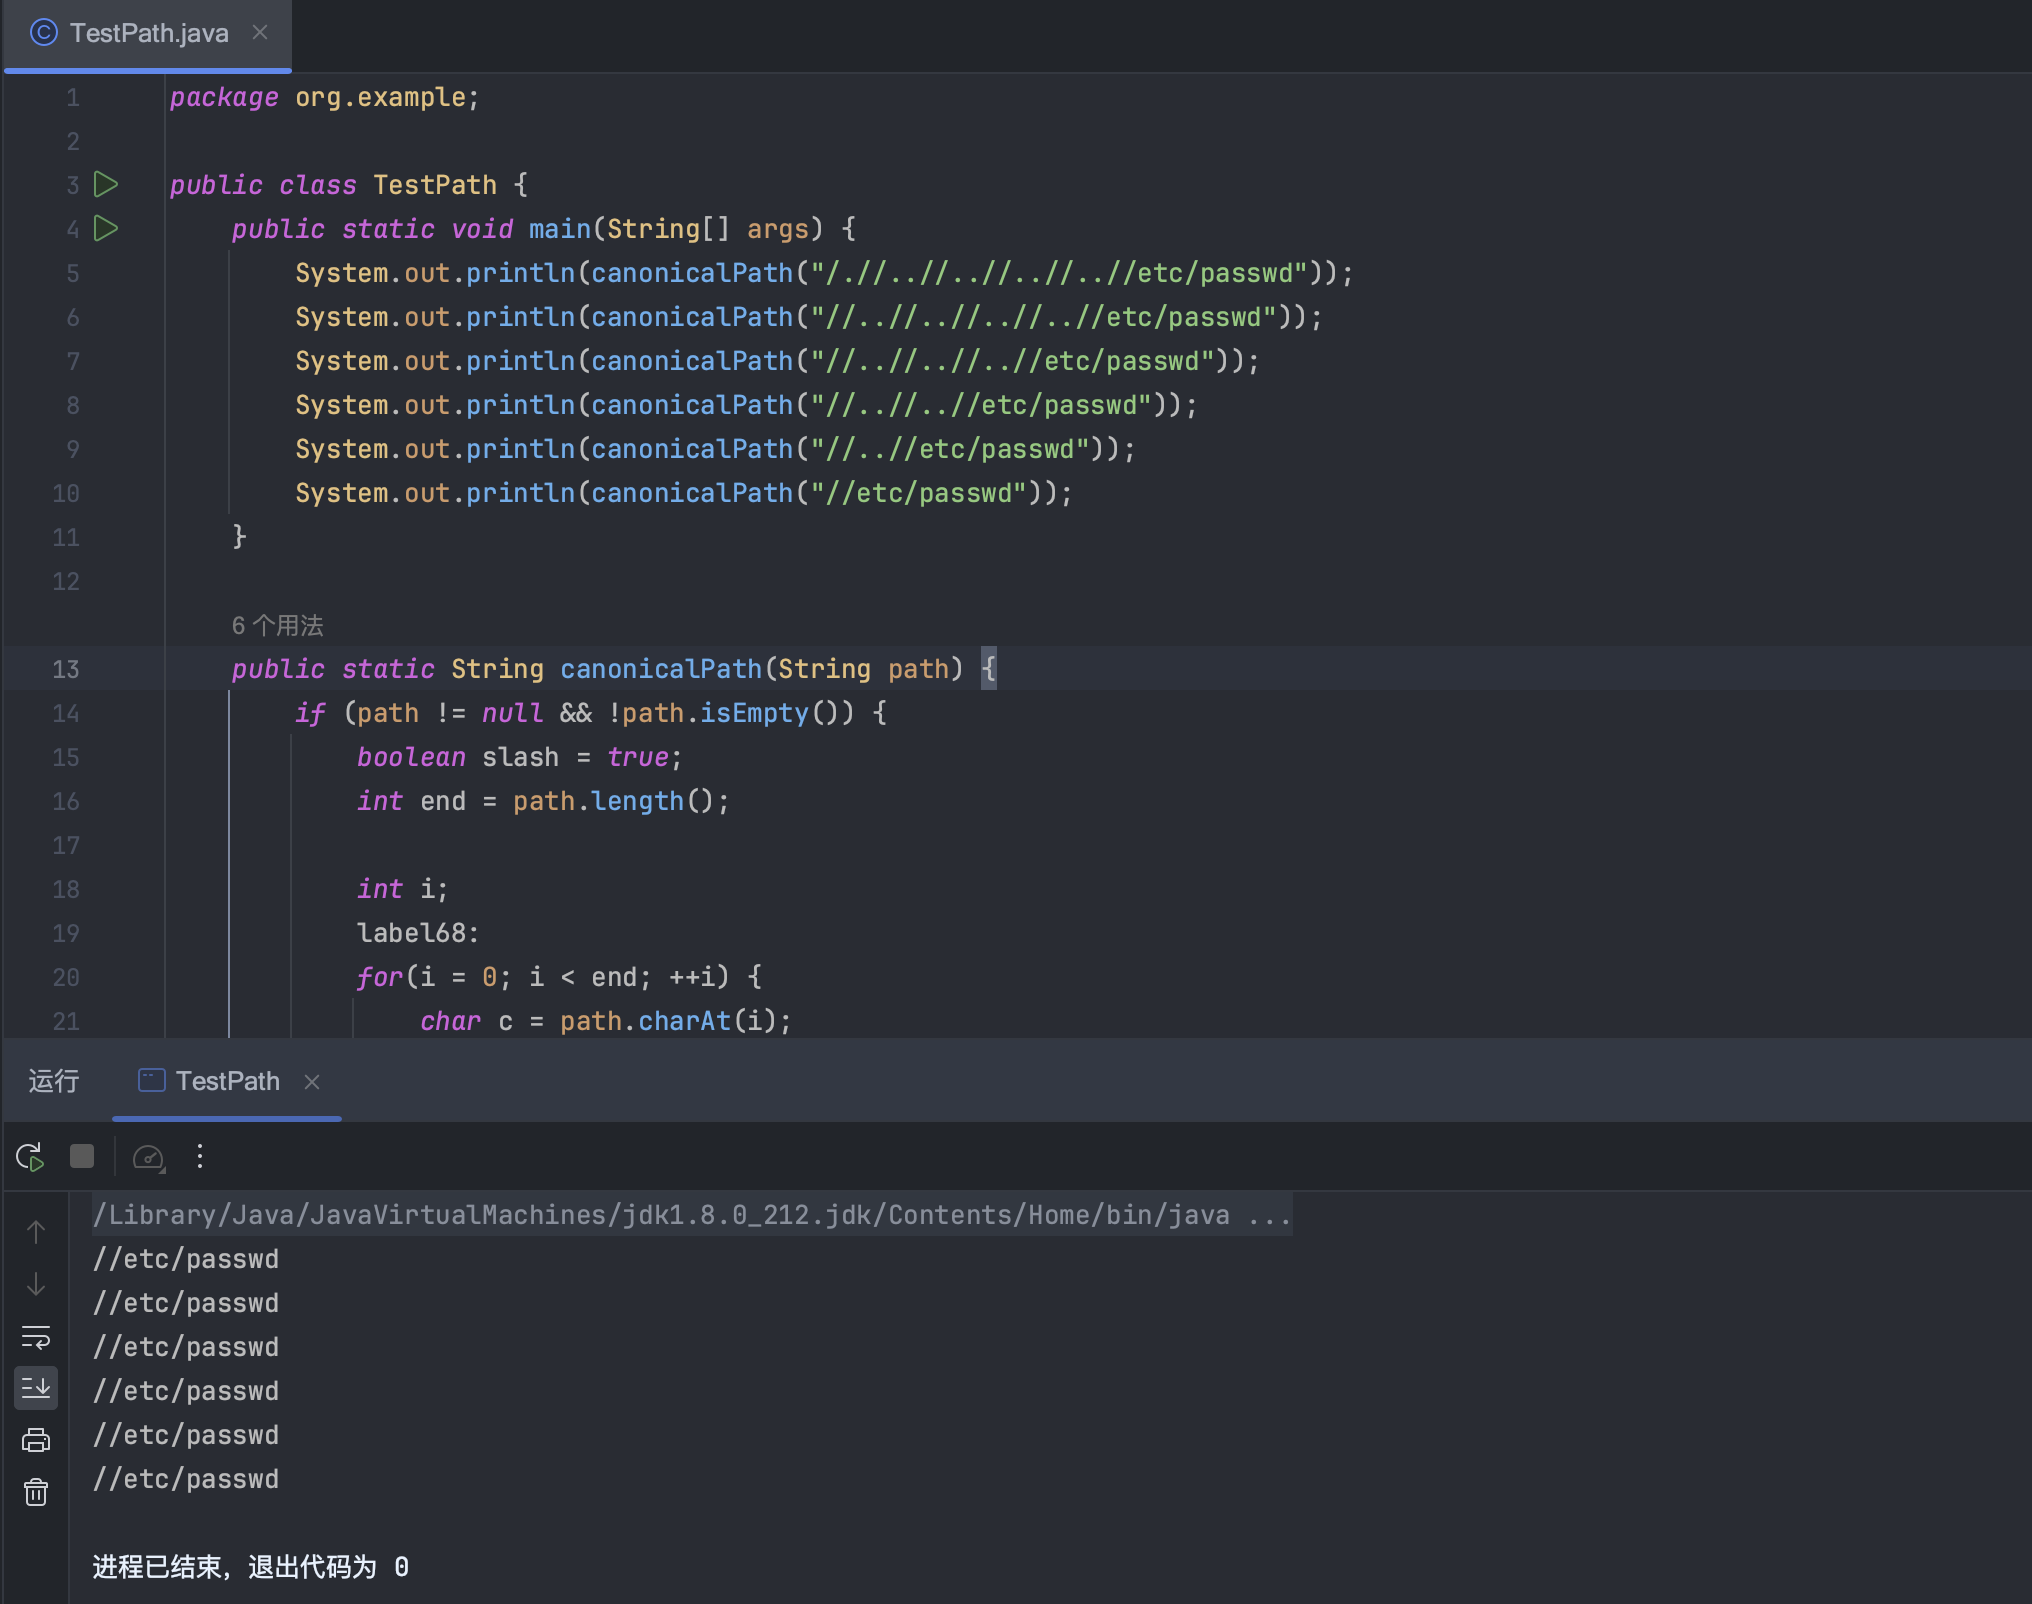 TestPath.java
1 package org.example;
2
3 public class TestPath {
4 public static void main(String[] args) {
5 System.out.println(canonicalPath("/.//..//..//..//..//etc/passwd"));
6 System.out.println(canonicalPath("//..//..//..//..//etc/passwd"));
7 System.out.println(canonicalPath("//..//..//..//etc/passwd"));
8 System.out.println(canonicalPath("//..//..//etc/passwd"));
9 System.out.println(canonicalPath("//..//etc/passwd"));
10 System.out.println(canonicalPath("//etc/passwd"));
11 }
12
6 个用法
13 public static String canonicalPath(String path) {
14 if (path != null && !path.isEmpty()) {
15 boolean slash = true;
16 int end = path.length();
17
18 int i;
19 label68:
20 for(i = 0; i < end; ++i) {
21 char c = path.charAt(i);
运行 TestPath
/Library/Java/JavaVirtualMachines/jdk1.8.0_212.jdk/Contents/Home/bin/java ...
//etc/passwd
//etc/passwd
//etc/passwd
//etc/passwd
//etc/passwd
//etc/passwd
进程已结束，退出代码为 0